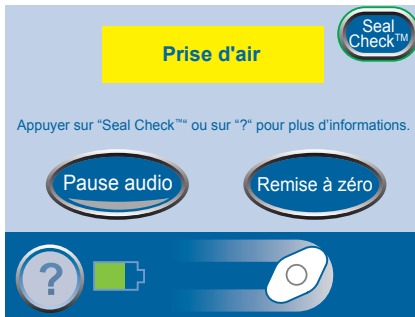 Seal
Check™
Prise d'air
Appuyer sur “Seal Check™“ ou sur “?“ pour plus d’informations.
Pause audio
Remise à zéro
?